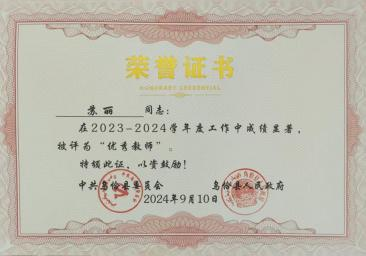 荣誉证书
HONORARY CREDENTIAL
苏丽 同志:
在2023-2024学年度工作中成绩显著,
被评为“优秀教师”。
特颁此证,以资鼓励!
中共乌恰县委员会 乌恰县人民政府
2024年9月10日